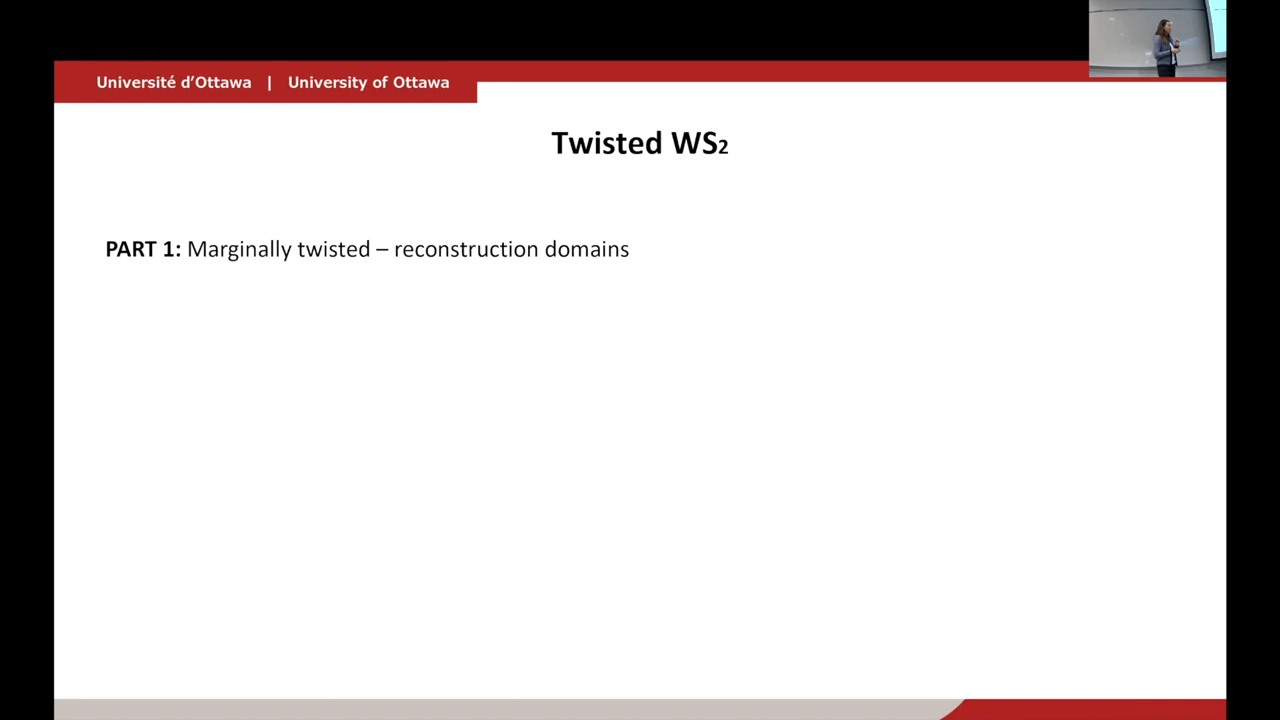 Université d’Ottawa | University of Ottawa
Twisted WS₂
PART 1: Marginally twisted – reconstruction domains